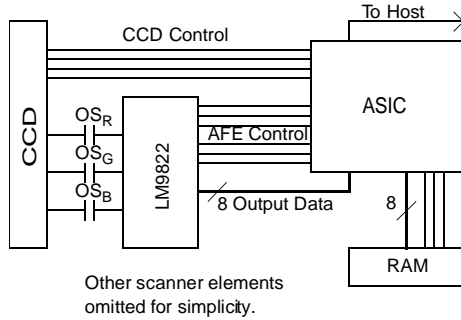 To Host
CCD Control
ASIC
CCD
OSR
OSG
OSB
LM9822
AFE Control
8 Output Data
8
RAM
Other scanner elements
omitted for simplicity.